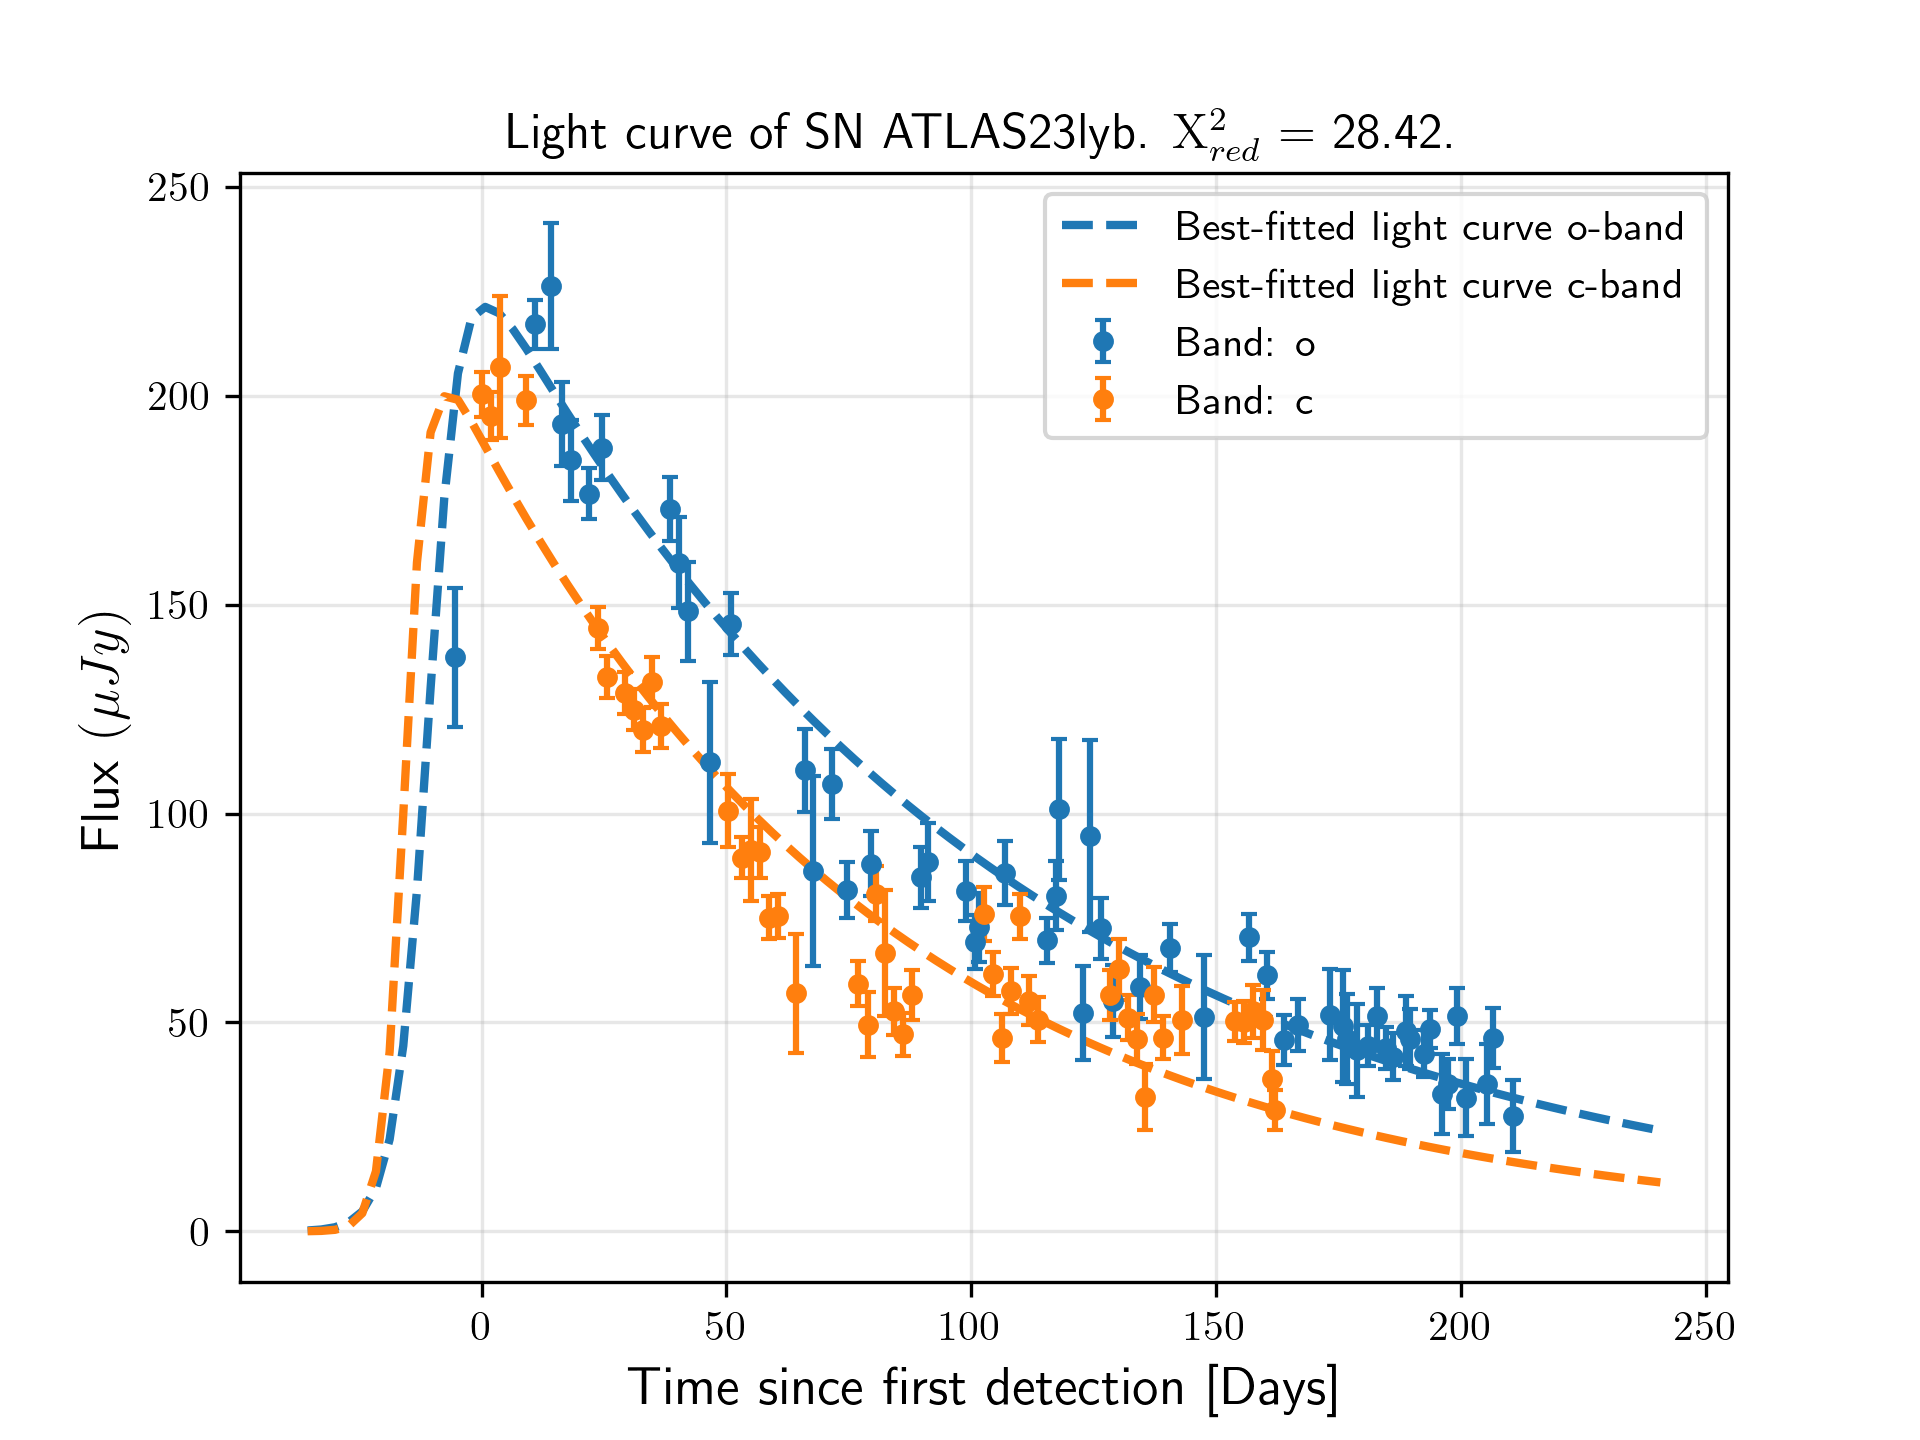 Light curve of SN ATLAS23lyb. Χ²_red = 28.42.
250
200
150
100
50
0
Flux (μJy)
Best-fitted light curve o-band
Best-fitted light curve c-band
Band: o
Band: c
0 50 100 150 200 250
Time since first detection [Days]